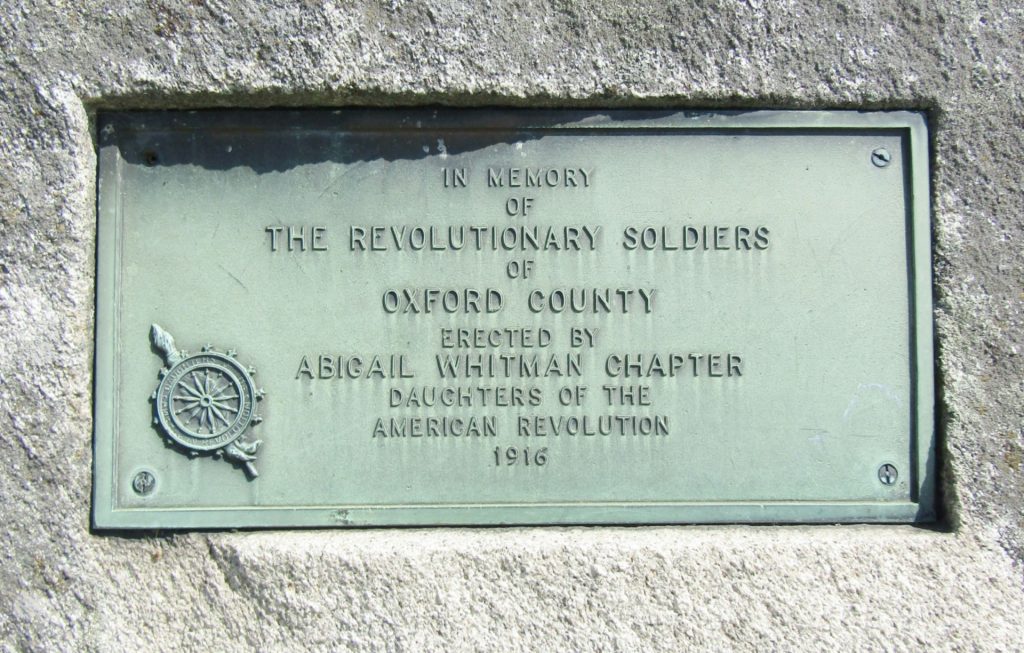 IN MEMORY
OF
THE REVOLUTIONARY SOLDIERS
OF
OXFORD COUNTY
ERECTED BY
ABIGAIL WHITMAN CHAPTER
DAUGHTERS OF THE
AMERICAN REVOLUTION
1916